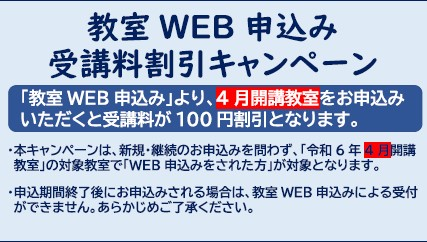 教室 WEB 申込み
受講料割引キャンペーン
「教室 WEB 申込み」より、4 月開講教室をお申込み
いただくと受講料が 100 円割引となります。
・本キャンペーンは、新規・継続のお申込みを問わず、「令和 6 年 4 月開講
教室」の対象教室で「WEB 申込みをされた方」が対象となります。
・申込期間終了後にお申込みされる場合は、教室 WEB 申込みによる受付
ができません。あらかじめご了承ください。